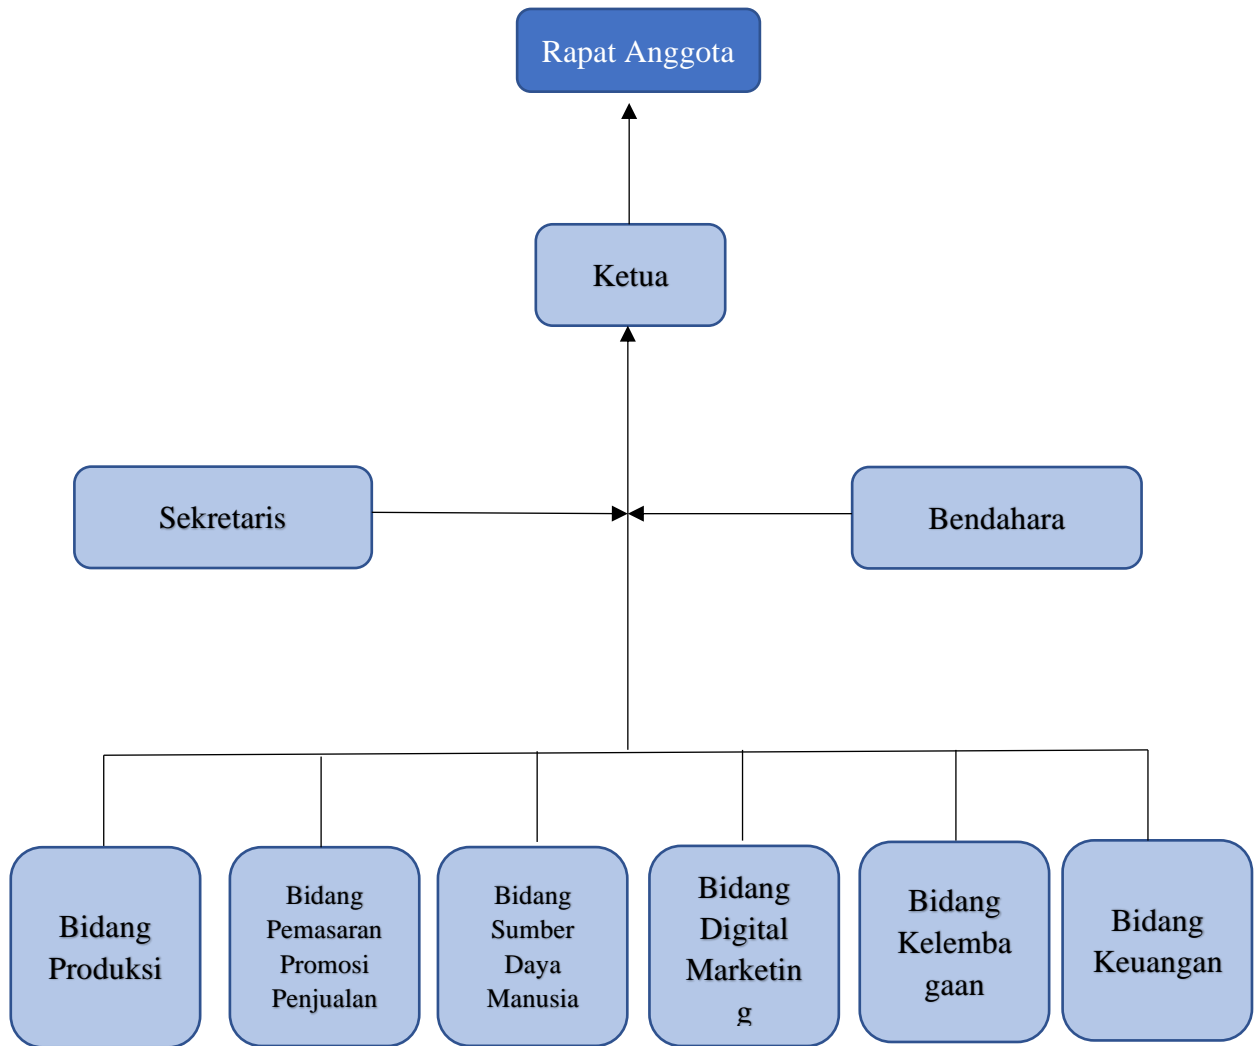 Rapat Anggota
Ketua
Sekretaris
Bendahara
Bidang
Produksi
Bidang
Pemasaran
Promosi
Penjualan
Bidang
Sumber
Daya
Manusia
Bidang
Digital
Marketin
g
Bidang
Kelemba
gaan
Bidang
Keuangan